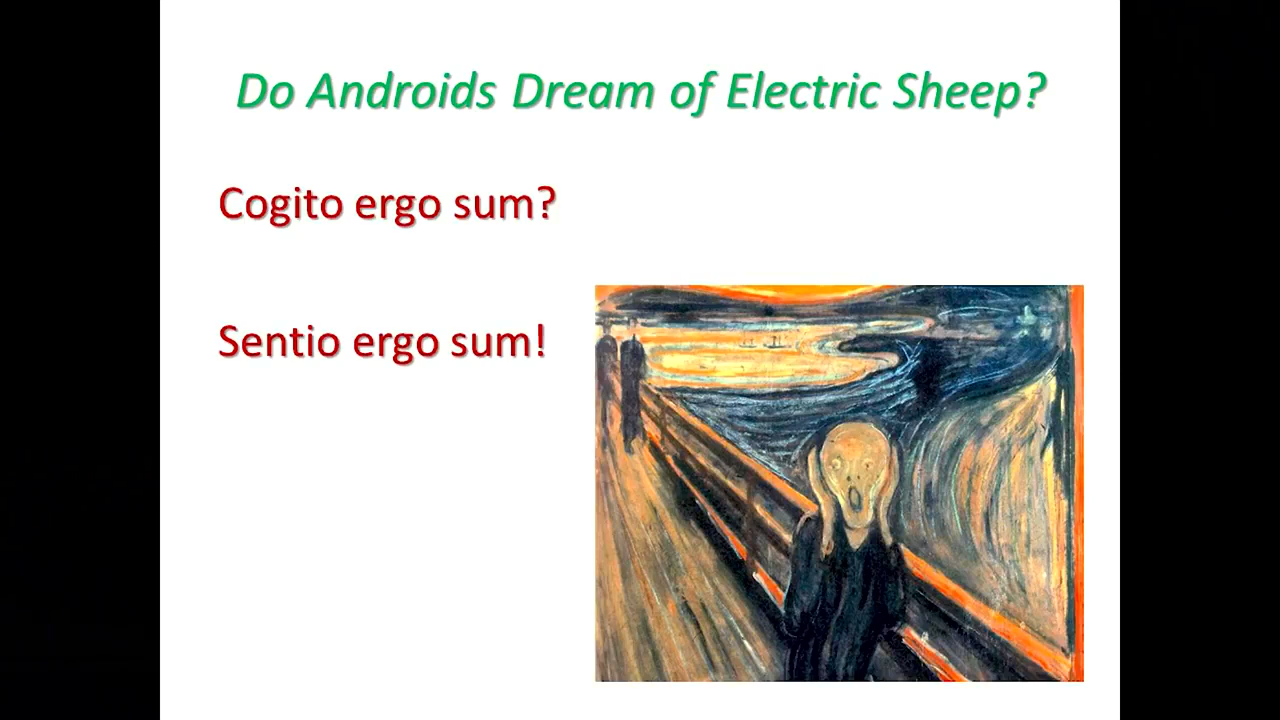 Do Androids Dream of Electric Sheep?
Cogito ergo sum?
Sentio ergo sum!